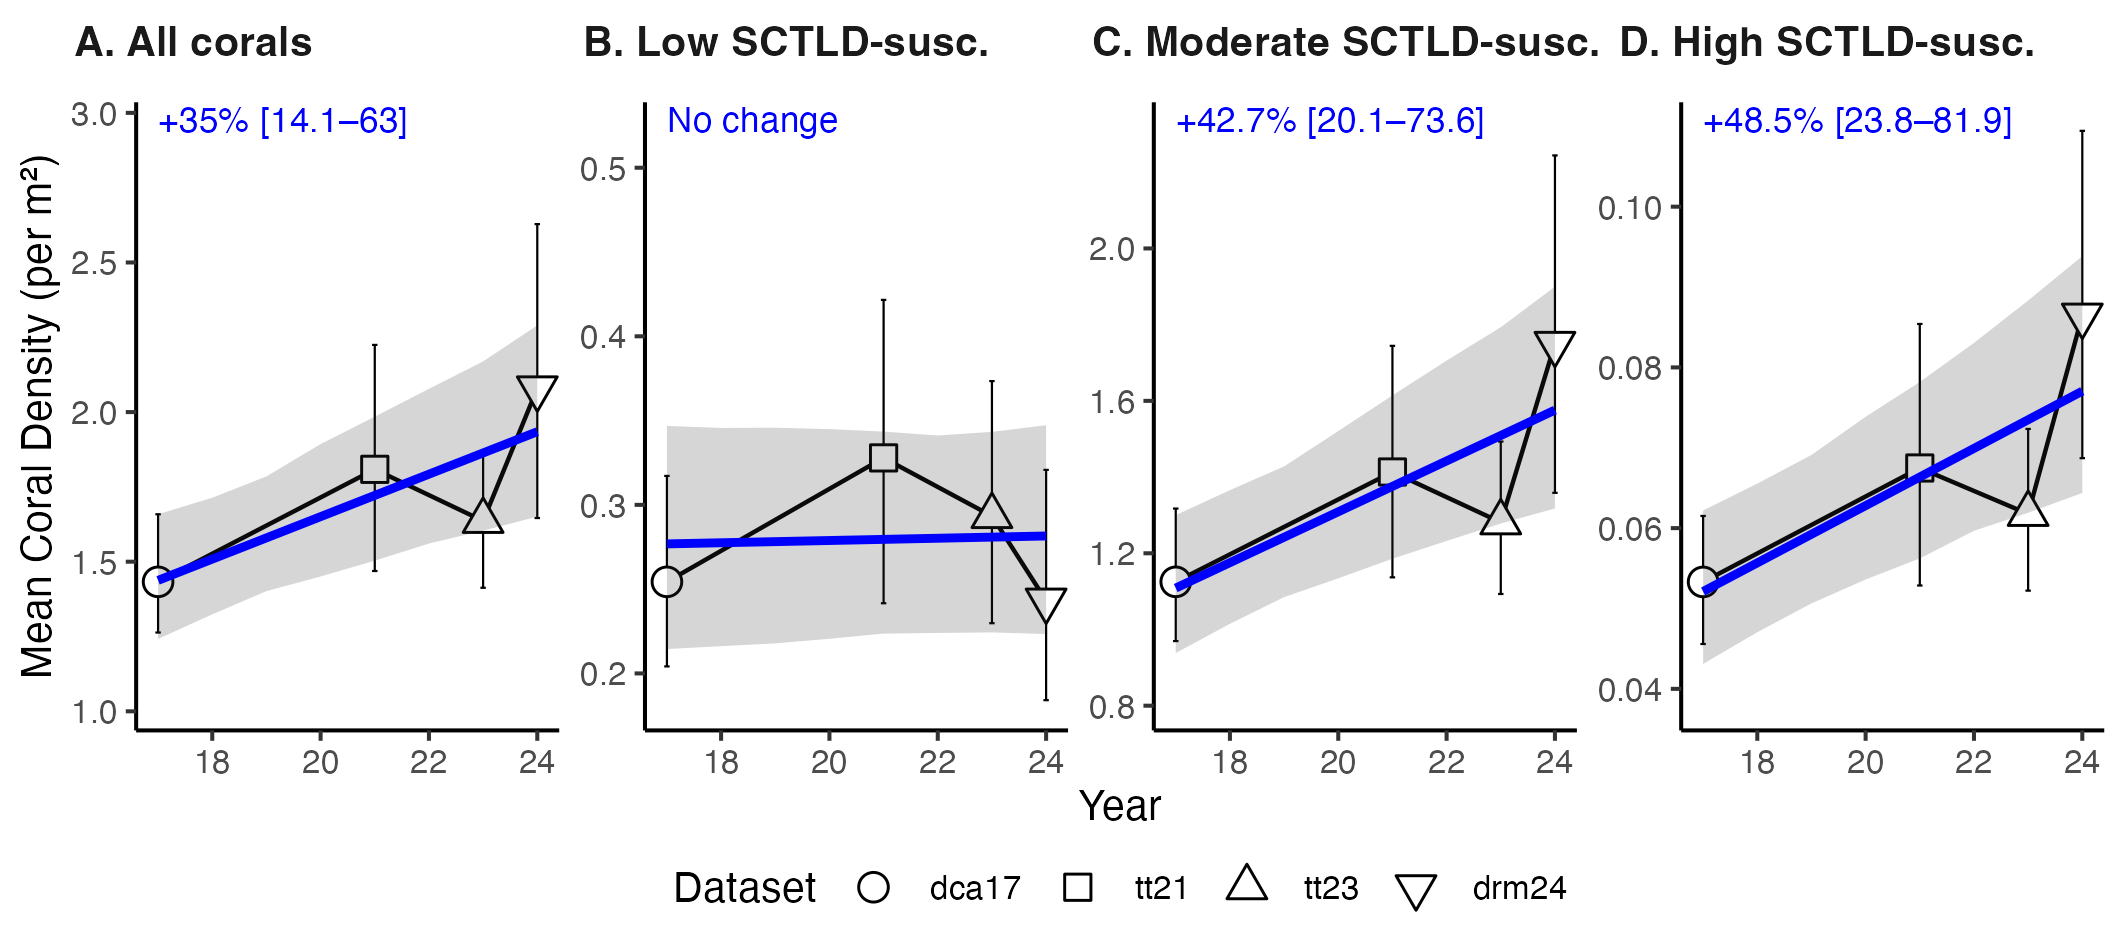 A. All corals
B. Low SCTLD-susc.
C. Moderate SCTLD-susc.
D. High SCTLD-susc.
Mean Coral Density (per m²)
+35% [14.1–63]
3.0
2.5
2.0
1.5
1.0
18 20 22 24
No change
0.5
0.4
0.3
0.2
18 20 22 24
+42.7% [20.1–73.6]
2.0
1.6
1.2
0.8
18 20 22 24
+48.5% [23.8–81.9]
0.10
0.08
0.06
0.04
18 20 22 24
Year
Dataset dca17 tt21 tt23 drm24